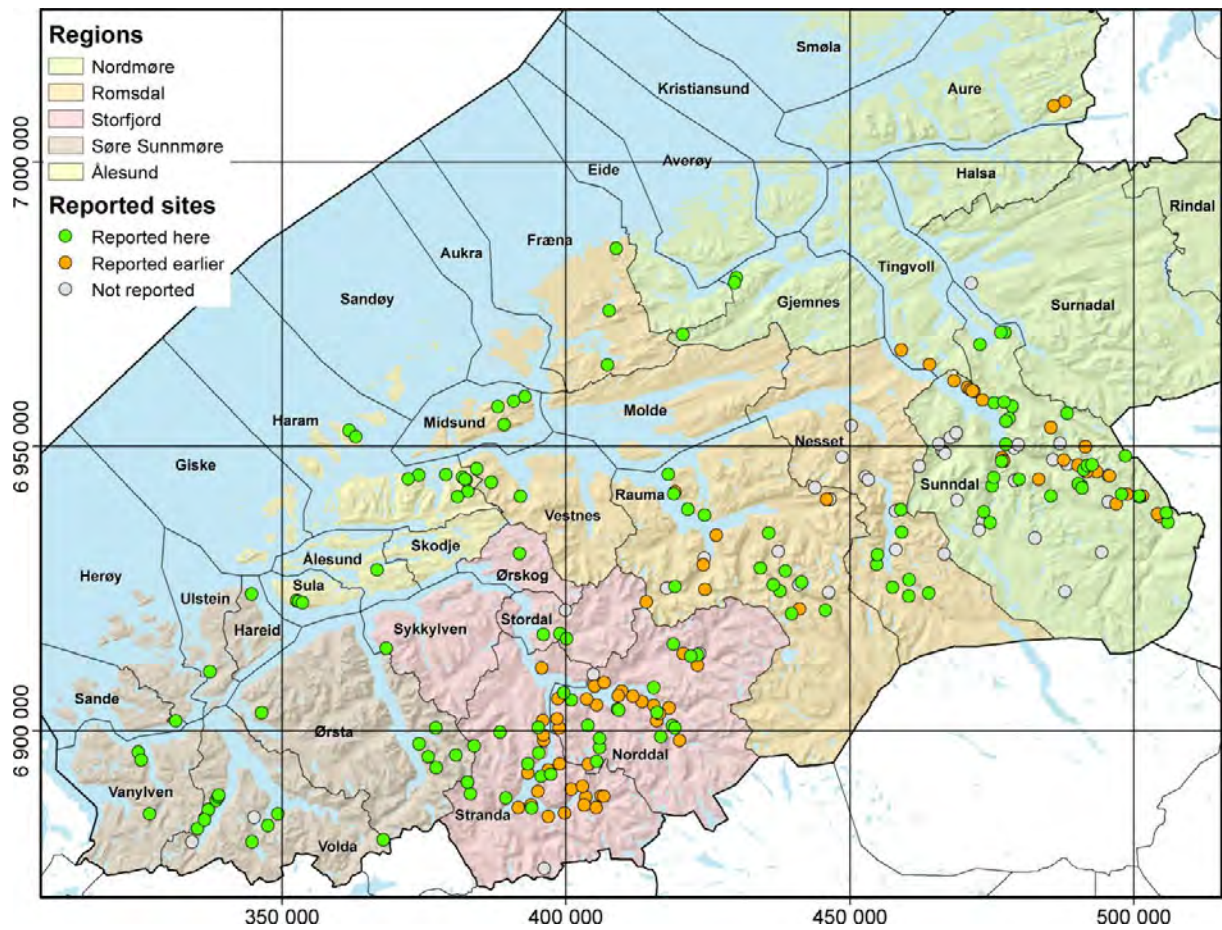 Regions
Nordmøre
Romsdal
Storfjord
Søre Sunnmøre
Ålesund
Reported sites
Reported here
Reported earlier
Not reported
Smøla
Kristiansund
Aure
Averøy
Eide
Halsa
Rindal
Fræna
Aukra
Tingvoll
Sandøy
Gjemnes
Surnadal
Haram
Midsund
Molde
Nesset
Giske
Sunndal
Rauma
Vestnes
Skodje
Ålesund
Ørskog
Herøy
Sula
Ulstein
Hareid
Stordal
Sykkylven
Sande
Ørsta
Norddal
Vanylven
Stranda
Volda
7 000 000
6 950 000
6 900 000
350 000
400 000
450 000
500 000